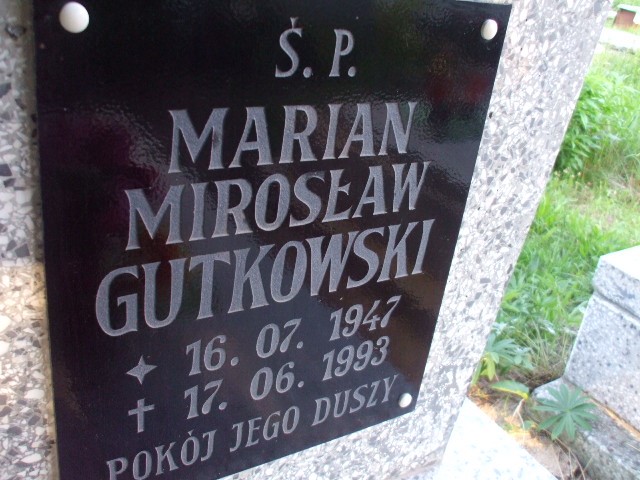 Ś. P.
MARIAN
MIROSŁAW
GUTKOWSKI
16. 07. 1947
17. 06. 1993
POKÓJ JEGO DUSZY